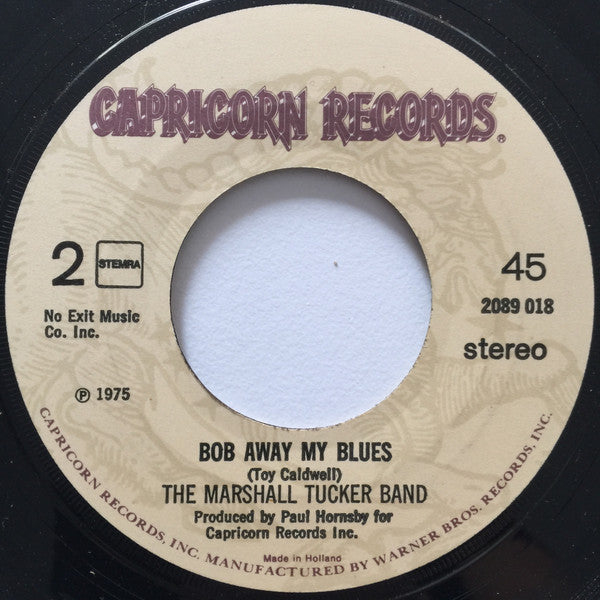 CAPRICORN RECORDS®
2 STEMRA
No Exit Music
Co. Inc.
℗ 1975
45
2089 018
stereo
BOB AWAY MY BLUES
(Toy Caldwell)
THE MARSHALL TUCKER BAND
Produced by Paul Hornsby for
Capricorn Records Inc.
Made in Holland
CAPRICORN RECORDS, INC. MANUFACTURED BY WARNER BROS. RECORDS, INC.